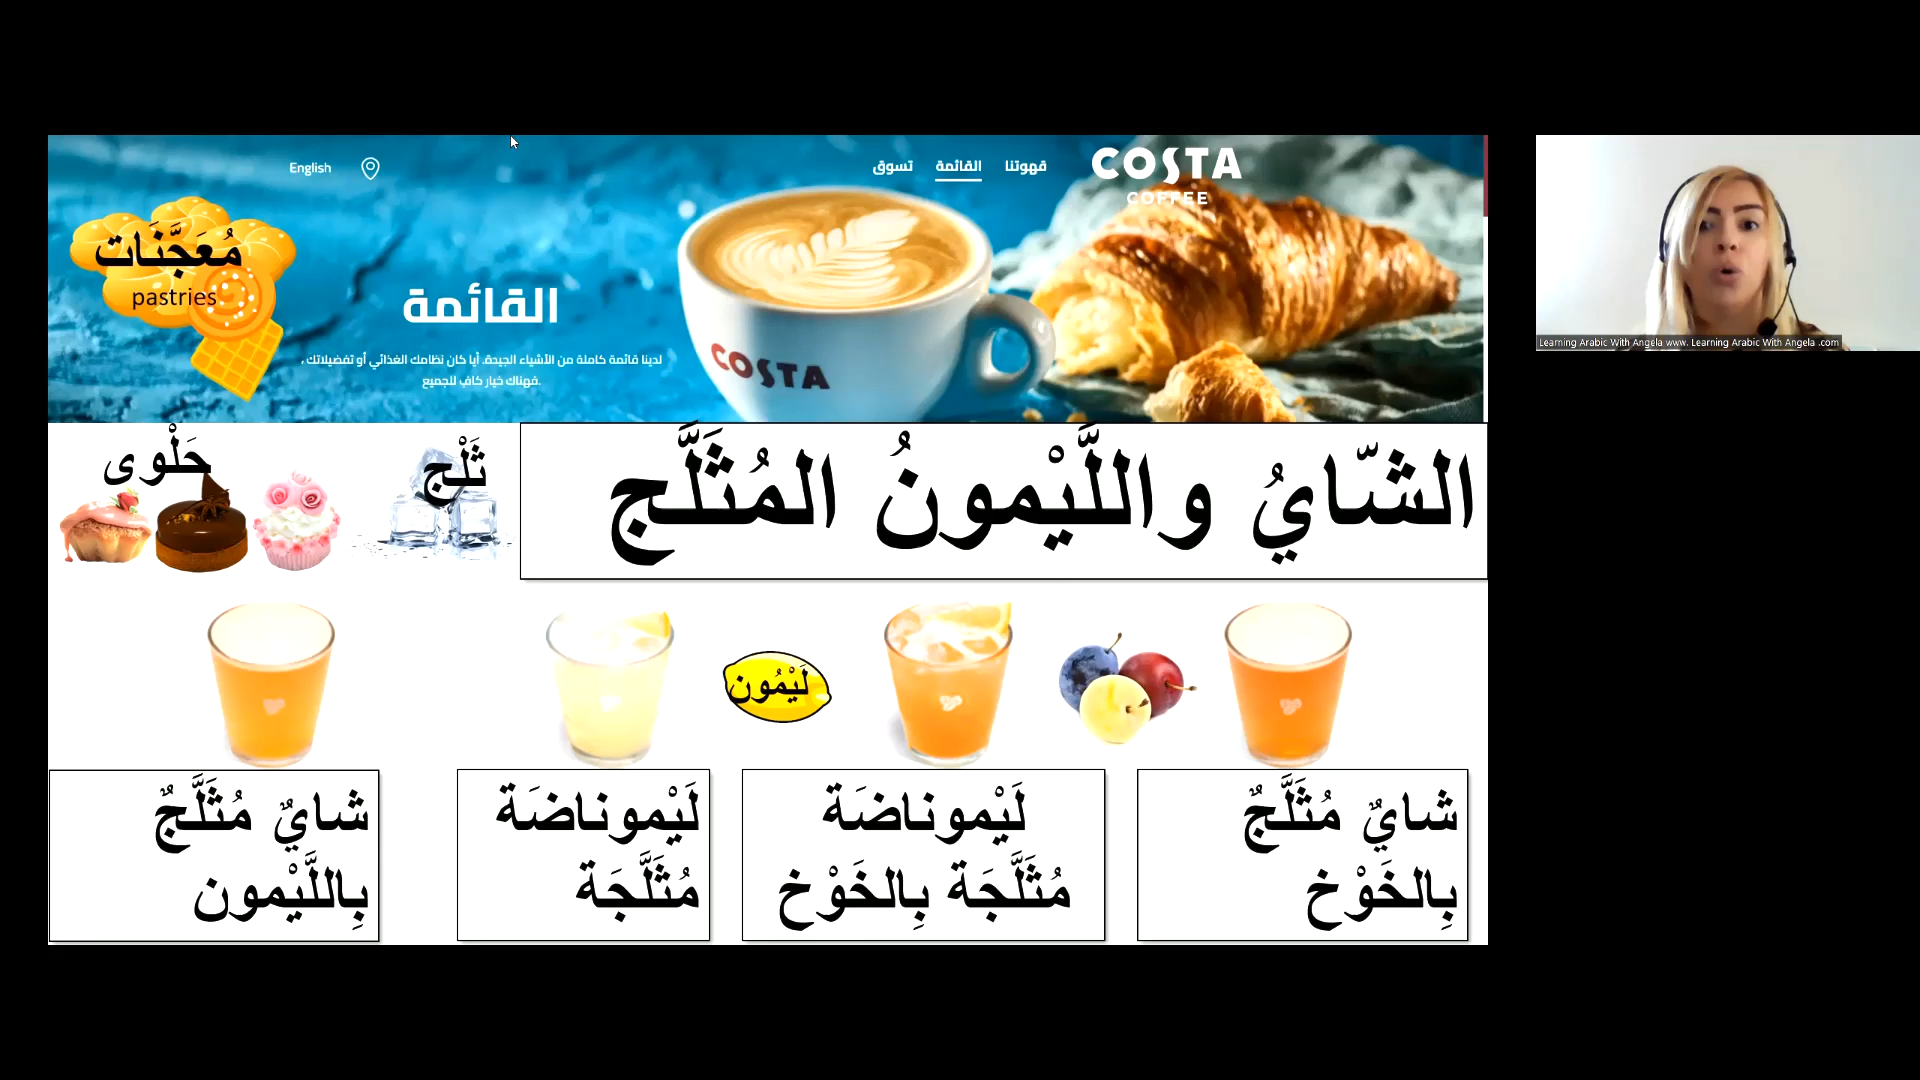 COSTA
COFFEE
قهوتنا
القائمة
تسوق
English
مُعَجَّنَات
pastries
القائمة
لدينا قائمة كاملة من الأشياء الجيدة. أيا كان نظامك الغذائي أو تفضيلاتك ،
فهناك خيار كافٍ للجميع.
COSTA
الشّايُ واللَّيْمونُ المُثَلَّج
ثَلْج
حَلْوى
لَيْمُون
شايٌ مُثَلَّجٌ
بِالخَوْخ
لَيْموناضَة
مُثَلَّجَة بِالخَوْخ
لَيْموناضَة
مُثَلَّجَة
شايٌ مُثَلَّجٌ
بِاللَّيْمون
Learning Arabic With Angela www. Learning Arabic With Angela .com